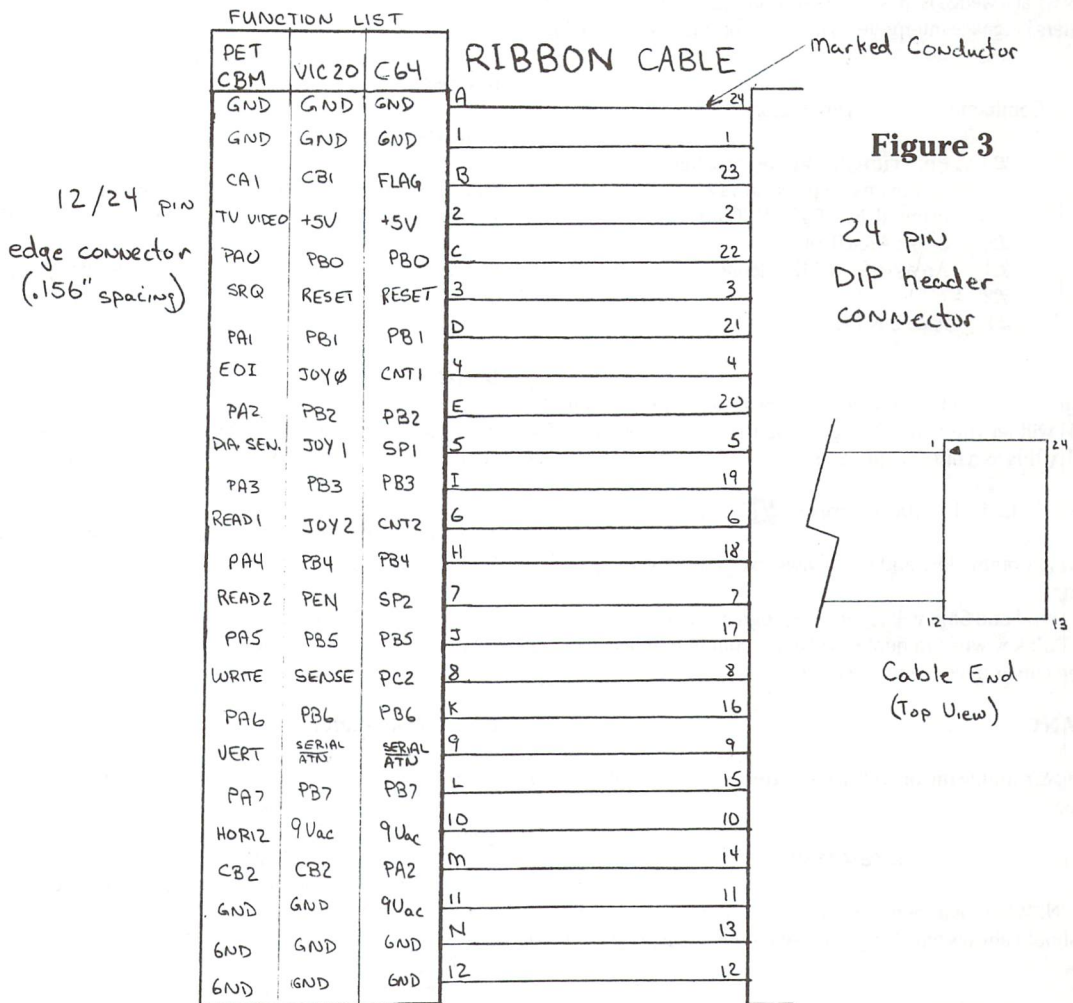 FUNCTION LIST
PET CBM VIC 20 C64 RIBBON CABLE Marked Conductor
GND GND GND A 24
GND GND GND 1 1
Figure 3
CA1 CB1 FLAG B 23
12/24 pin
edge connector
(.156" spacing)
TV VIDEO +5V +5V 2 2
24 pin
DIP header
connector
PA0 PB0 PB0 C 22
SRQ RESET RESET 3 3
PA1 PB1 PB1 D 21
EOI JOYØ CNT1 4 4
PA2 PB2 PB2 E 20
DIA SEN. JOY1 SP1 5 5
PA3 PB3 PB3 I 19
READ1 JOY2 CNT2 6 6
PA4 PB4 PB4 H 18
READ2 PEN SP2 7 7
PA5 PB5 PB5 J 17
WRITE SENSE PC2 8 8
PA6 PB6 PB6 K 16
VERT SERIAL ATN SERIAL ATN 9 9
PA7 PB7 PB7 L 15
HORIZ 9Vac 9Vac 10 10
CB2 CB2 PA2 M 14
GND GND 9Vac 11 11
GND GND GND N 13
GND GND GND 12 12
1 24
12 13
Cable End
(Top View)